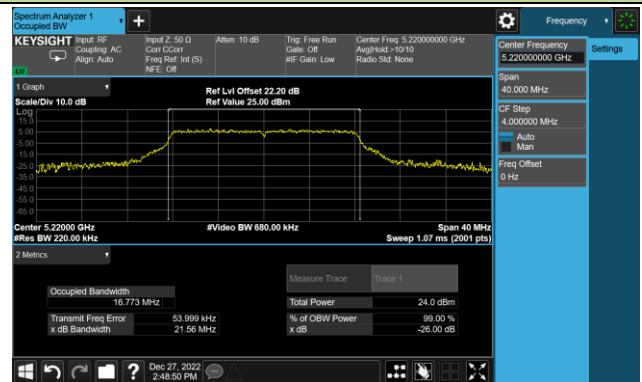 Spectrum Analyzer 1
Occupied BW
+
Frequency
KEYSIGHT
Input: RF
Coupling: AC
Align: Auto
Input Z: 50 Ω
Corr CCorr
Freq Ref: Int (S)
NFE: Off
Atten: 10 dB
Trig: Free Run
Gate: Off
#IF Gain: Low
Center Freq: 5.220000000 GHz
Avg|Hold:>10/10
Radio Std: None
Center Frequency
5.220000000 GHz
Settings
Span
40.000 MHz
CF Step
4.000000 MHz
Auto
Man
Freq Offset
0 Hz
1 Graph
Scale/Div 10.0 dB
Ref Lvl Offset 22.20 dB
Ref Value 25.00 dBm
Log
15.0
5.00
-5.00
-15.0
-25.0
-35.0
-45.0
-55.0
-65.0
Center 5.22000 GHz
#Res BW 220.00 kHz
#Video BW 680.00 kHz
Span 40 MHz
Sweep 1.07 ms (2001 pts)
2 Metrics
Measure Trace
Trace 1
Occupied Bandwidth
16.773 MHz
Total Power
24.0 dBm
Transmit Freq Error
53.999 kHz
% of OBW Power
99.00 %
x dB Bandwidth
21.56 MHz
x dB
-26.00 dB
?
Dec 27, 2022
2:48:50 PM